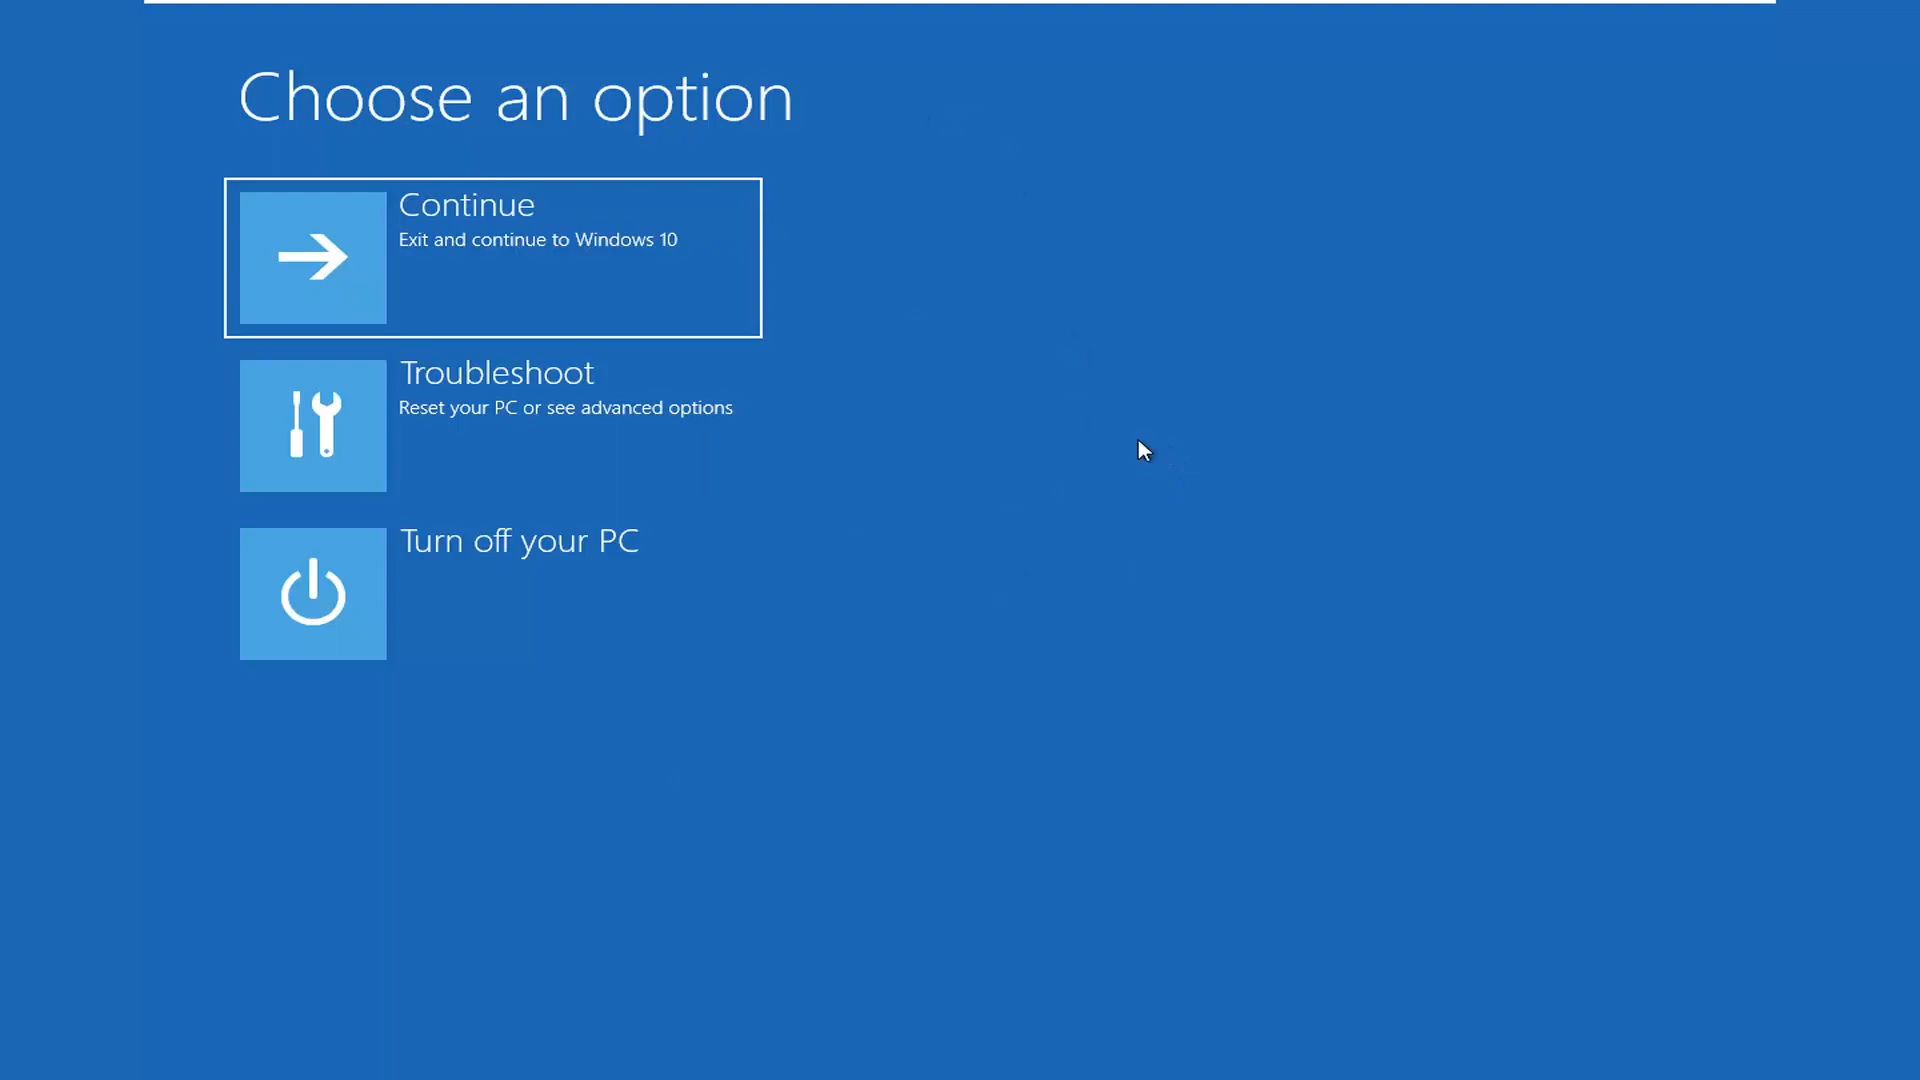 Choose an option
Continue
Exit and continue to Windows 10
Troubleshoot
Reset your PC or see advanced options
Turn off your PC